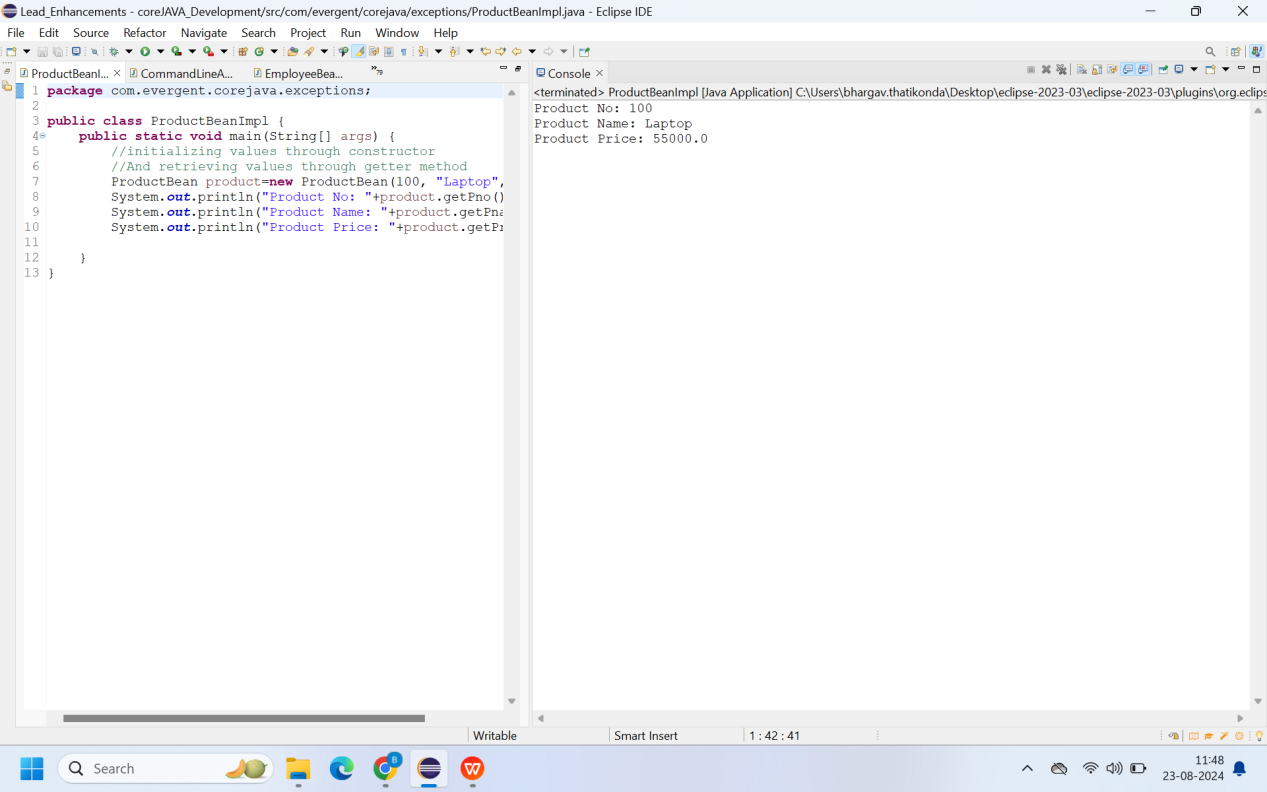 Lead_Enhancements - coreJAVA_Development/src/com/evergent/corejava/exceptions/ProductBeanImpl.java - Eclipse IDE
File Edit Source Refactor Navigate Search Project Run Window Help
ProductBeanI... CommandLineA... EmployeeBea... »79
1 package com.evergent.corejava.exceptions;
2
3 public class ProductBeanImpl {
4 public static void main(String[] args) {
5 //initializing values through constructor
6 //And retrieving values through getter method
7 ProductBean product=new ProductBean(100, "Laptop",
8 System.out.println("Product No: "+product.getPno()
9 System.out.println("Product Name: "+product.getPna
10 System.out.println("Product Price: "+product.getPr
11
12 }
13 }
Console
<terminated> ProductBeanImpl [Java Application] C:\Users\bhargav.thatikonda\Desktop\eclipse-2023-03\eclipse-2023-03\plugins\org.eclips
Product No: 100
Product Name: Laptop
Product Price: 55000.0
Writable Smart Insert 1 : 42 : 41
Search
B
W
11:48
23-08-2024